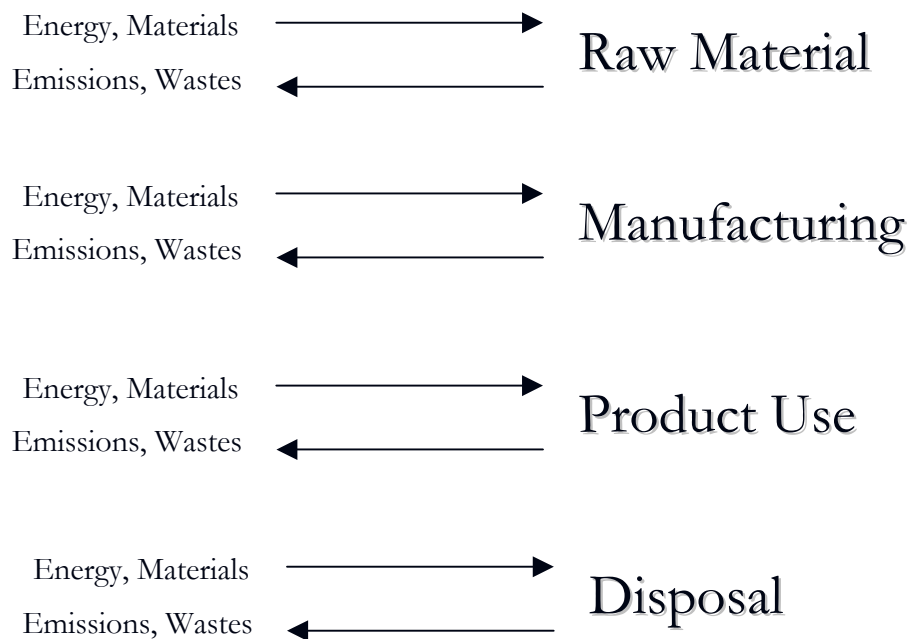 Energy, Materials
Raw Material
Emissions, Wastes
Energy, Materials
Manufacturing
Emissions, Wastes
Energy, Materials
Product Use
Emissions, Wastes
Energy, Materials
Disposal
Emissions, Wastes